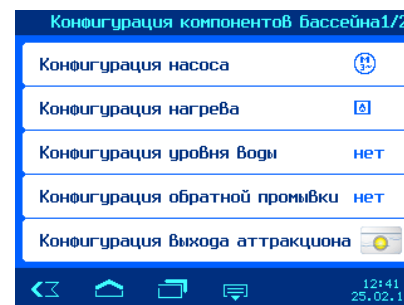 Конфигурация компонентов бассейна1/2
Конфигурация насоса
M
3~
Конфигурация нагрева
Конфигурация уровня воды нет
Конфигурация обратной промывки нет
Конфигурация выхода аттракциона
12:41
25.02.1